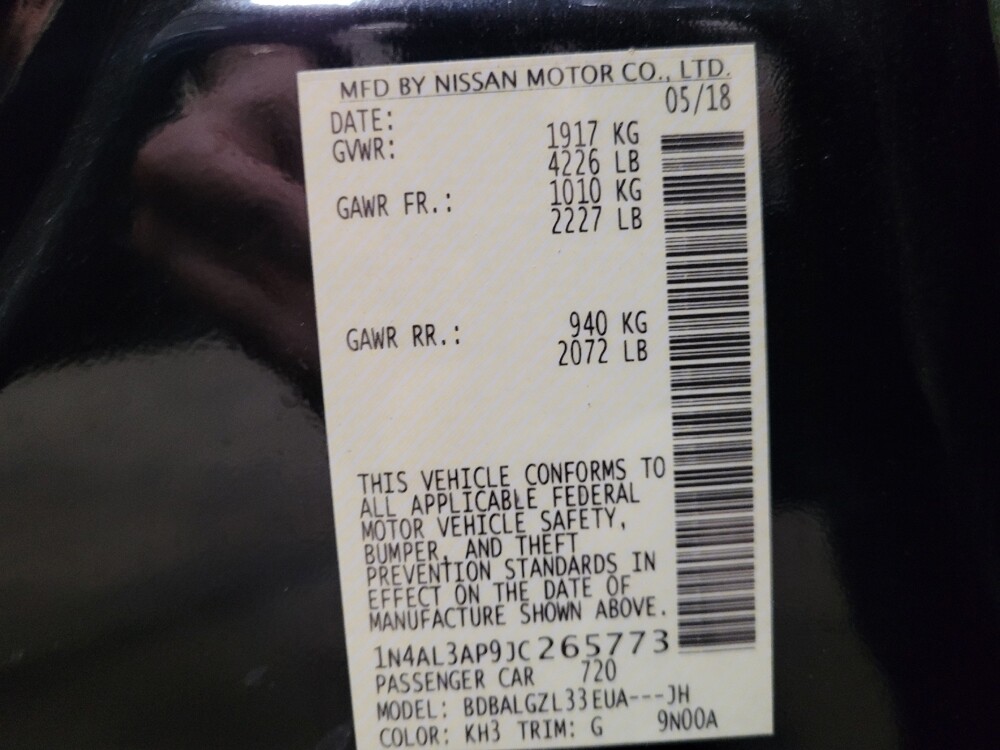 MFD BY NISSAN MOTOR CO., LTD.
DATE: 05/18
GVWR: 1917 KG
4226 LB
GAWR FR.: 1010 KG
2227 LB
GAWR RR.: 940 KG
2072 LB
THIS VEHICLE CONFORMS TO
ALL APPLICABLE FEDERAL
MOTOR VEHICLE SAFETY,
BUMPER, AND THEFT
PREVENTION STANDARDS IN
EFFECT ON THE DATE OF
MANUFACTURE SHOWN ABOVE.
1N4AL3AP9JC265773
PASSENGER CAR 720
MODEL: BDBALGZL33EUA---JH
COLOR: KH3 TRIM: G 9N00A